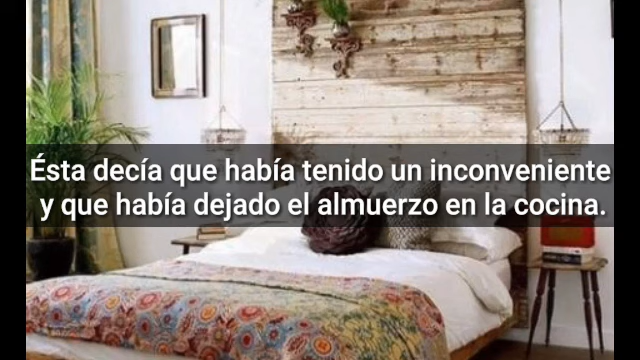 Ésta decía que había tenido un inconveniente
y que había dejado el almuerzo en la cocina.